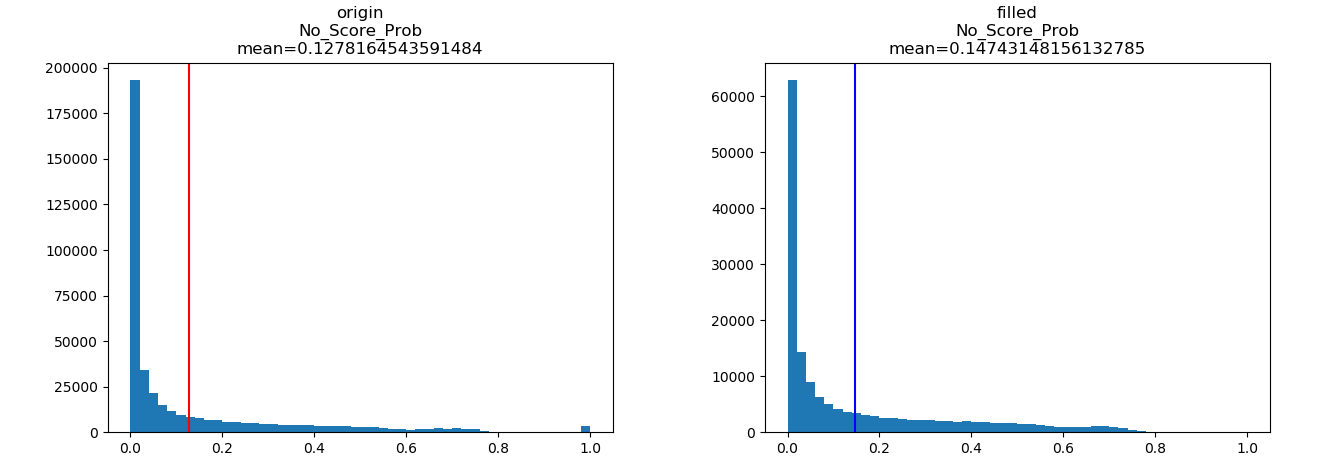 origin
No_Score_Prob
mean=0.1278164543591484
200000
175000
150000
125000
100000
75000
50000
25000
0
0.0 0.2 0.4 0.6 0.8 1.0
filled
No_Score_Prob
mean=0.14743148156132785
60000
50000
40000
30000
20000
10000
0
0.0 0.2 0.4 0.6 0.8 1.0